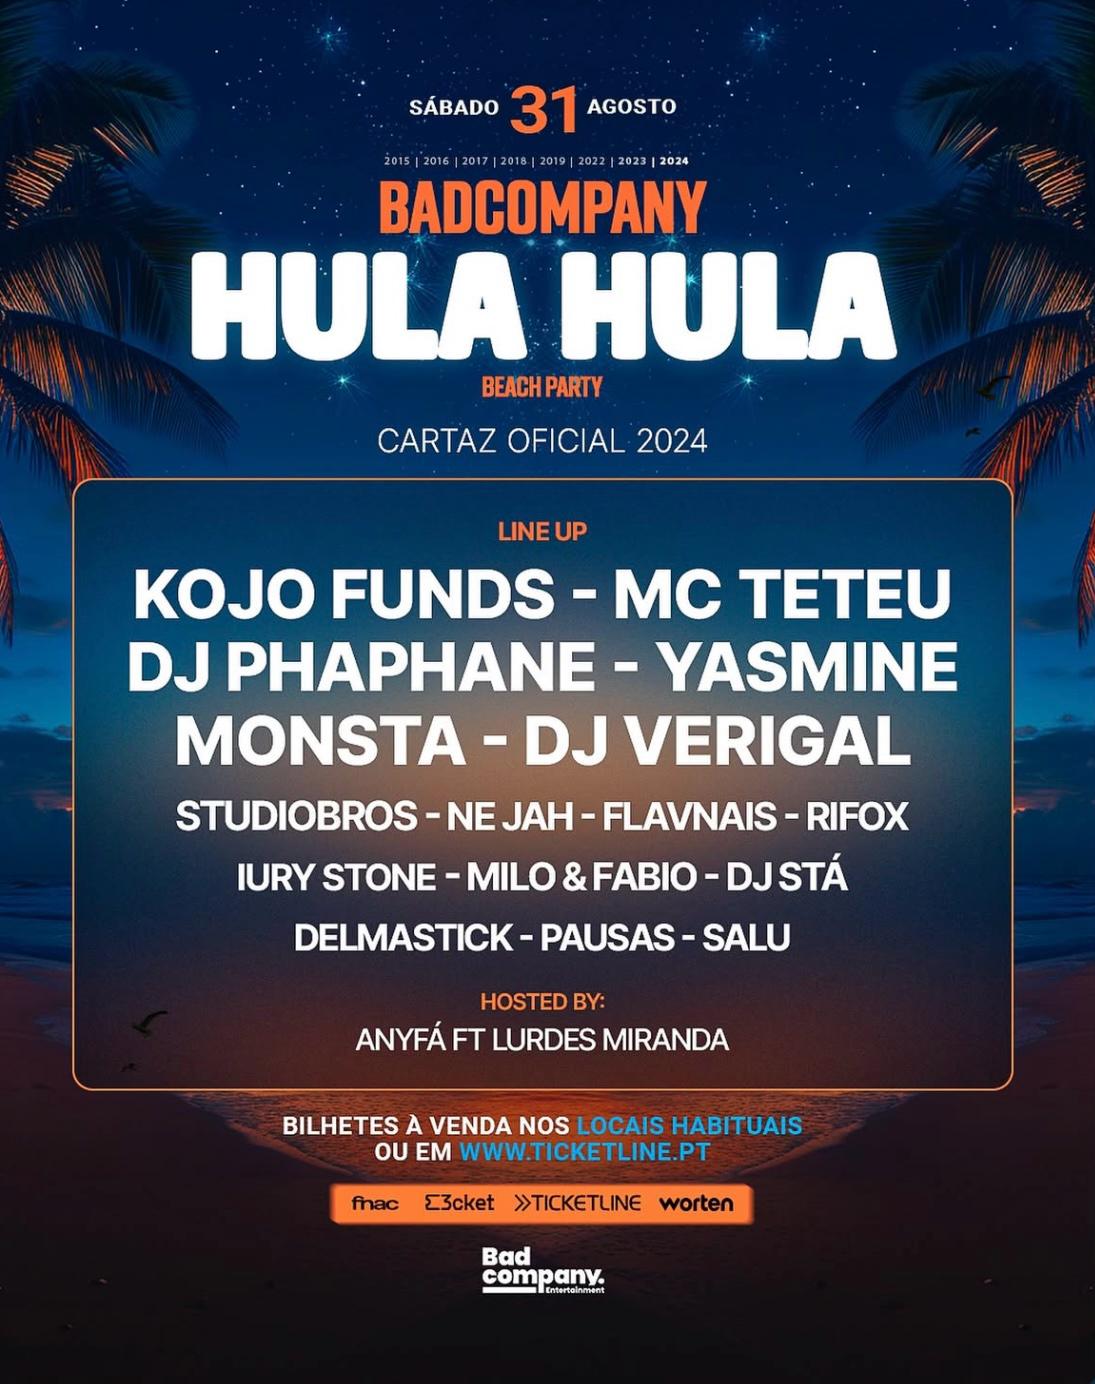 SÁBADO 31 AGOSTO
2015 | 2016 | 2017 | 2018 | 2019 | 2022 | 2023 | 2024
BADCOMPANY
HULA HULA
BEACH PARTY
CARTAZ OFICIAL 2024
LINE UP
KOJO FUNDS - MC TETEU
DJ PHAPHANE - YASMINE
MONSTA - DJ VERIGAL
STUDIOBROS - NE JAH - FLAVNAIS - RIFOX
IURY STONE - MILO & FABIO - DJ STÁ
DELMASTICK - PAUSAS - SALU
HOSTED BY:
ANYFÁ FT LURDES MIRANDA
BILHETES À VENDA NOS LOCAIS HABITUAIS
OU EM WWW.TICKETLINE.PT
fnac 3cket TICKETLINE worten
Bad
company.
Entertainment